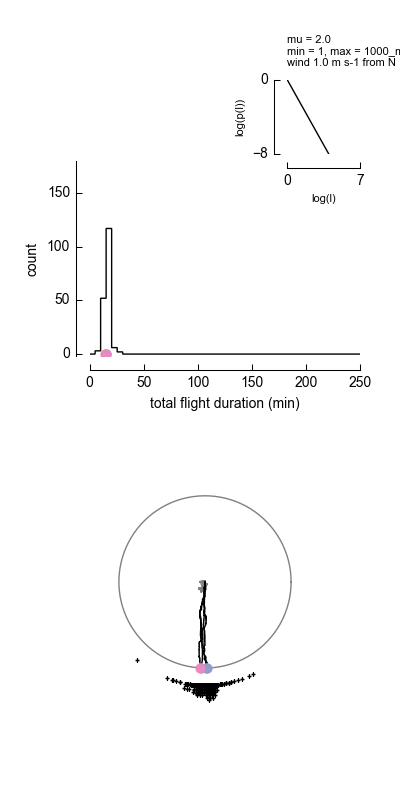 mu = 2.0
min = 1, max = 1000_m
wind 1.0 m s-1 from N
log(p(l))
0
−8
0
7
log(l)
count
150
100
50
0
0
50
100
150
200
250
total flight duration (min)